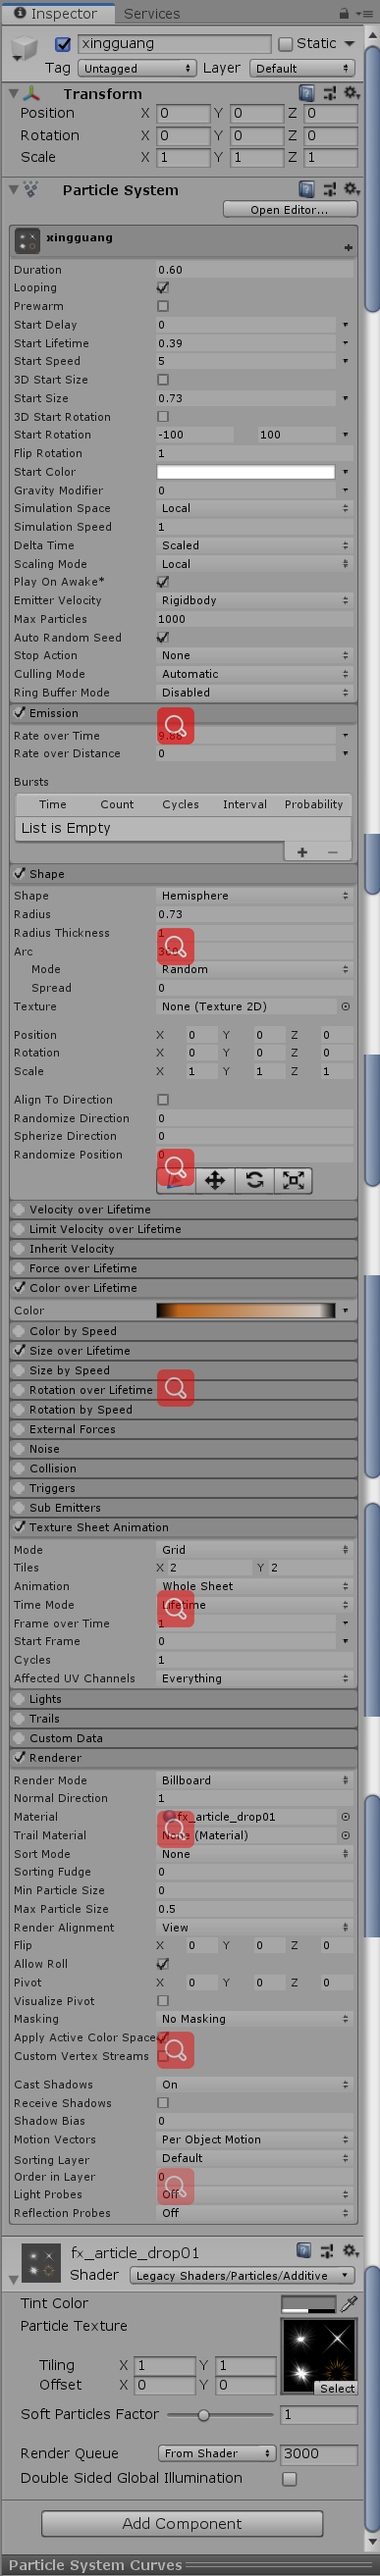 Inspector Services
xingguang Static
Tag Untagged Layer Default
Transform
Position X 0 Y 0 Z 0
Rotation X 0 Y 0 Z 0
Scale X 1 Y 1 Z 1
Particle System
Open Editor...
xingguang
Duration 0.60
Looping
Prewarm
Start Delay 0
Start Lifetime 0.39
Start Speed 5
3D Start Size
Start Size 0.73
3D Start Rotation
Start Rotation -100 100
Flip Rotation 1
Start Color
Gravity Modifier 0
Simulation Space Local
Simulation Speed 1
Delta Time Scaled
Scaling Mode Local
Play On Awake*
Emitter Velocity Rigidbody
Max Particles 1000
Auto Random Seed
Stop Action None
Culling Mode Automatic
Ring Buffer Mode Disabled
Emission
Rate over Time
Rate over Distance 0
Bursts
Time Count Cycles Interval Probability
List is Empty
Shape
Shape Hemisphere
Radius 0.73
Radius Thickness 1
Arc
Mode Random
Spread 0
Texture None (Texture 2D)
Position X 0 Y 0 Z 0
Rotation X 0 Y 0 Z 0
Scale X 1 Y 1 Z 1
Align To Direction
Randomize Direction 0
Spherize Direction 0
Randomize Position 0
Velocity over Lifetime
Limit Velocity over Lifetime
Inherit Velocity
Force over Lifetime
Color over Lifetime
Color
Color by Speed
Size over Lifetime
Size by Speed
Rotation over Lifetime
Rotation by Speed
External Forces
Noise
Collision
Triggers
Sub Emitters
Texture Sheet Animation
Mode Grid
Tiles X 2 Y 2
Animation Whole Sheet
Time Mode Lifetime
Frame over Time 1
Start Frame 0
Cycles 1
Affected UV Channels Everything
Lights
Trails
Custom Data
Renderer
Render Mode Billboard
Normal Direction 1
Material fx_article_drop01
Trail Material None (Material)
Sort Mode None
Sorting Fudge 0
Min Particle Size 0
Max Particle Size 0.5
Render Alignment View
Flip X 0 Y 0 Z 0
Allow Roll
Pivot X 0 Y 0 Z 0
Visualize Pivot
Masking No Masking
Apply Active Color Space
Custom Vertex Streams
Cast Shadows On
Receive Shadows
Shadow Bias 0
Motion Vectors Per Object Motion
Sorting Layer Default
Order in Layer 0
Light Probes Off
Reflection Probes Off
fx_article_drop01
Shader Legacy Shaders/Particles/Additive
Tint Color
Particle Texture
Tiling X 1 Y 1
Offset X 0 Y 0
Select
Soft Particles Factor 1
Render Queue From Shader 3000
Double Sided Global Illumination
Add Component
Particle System Curves